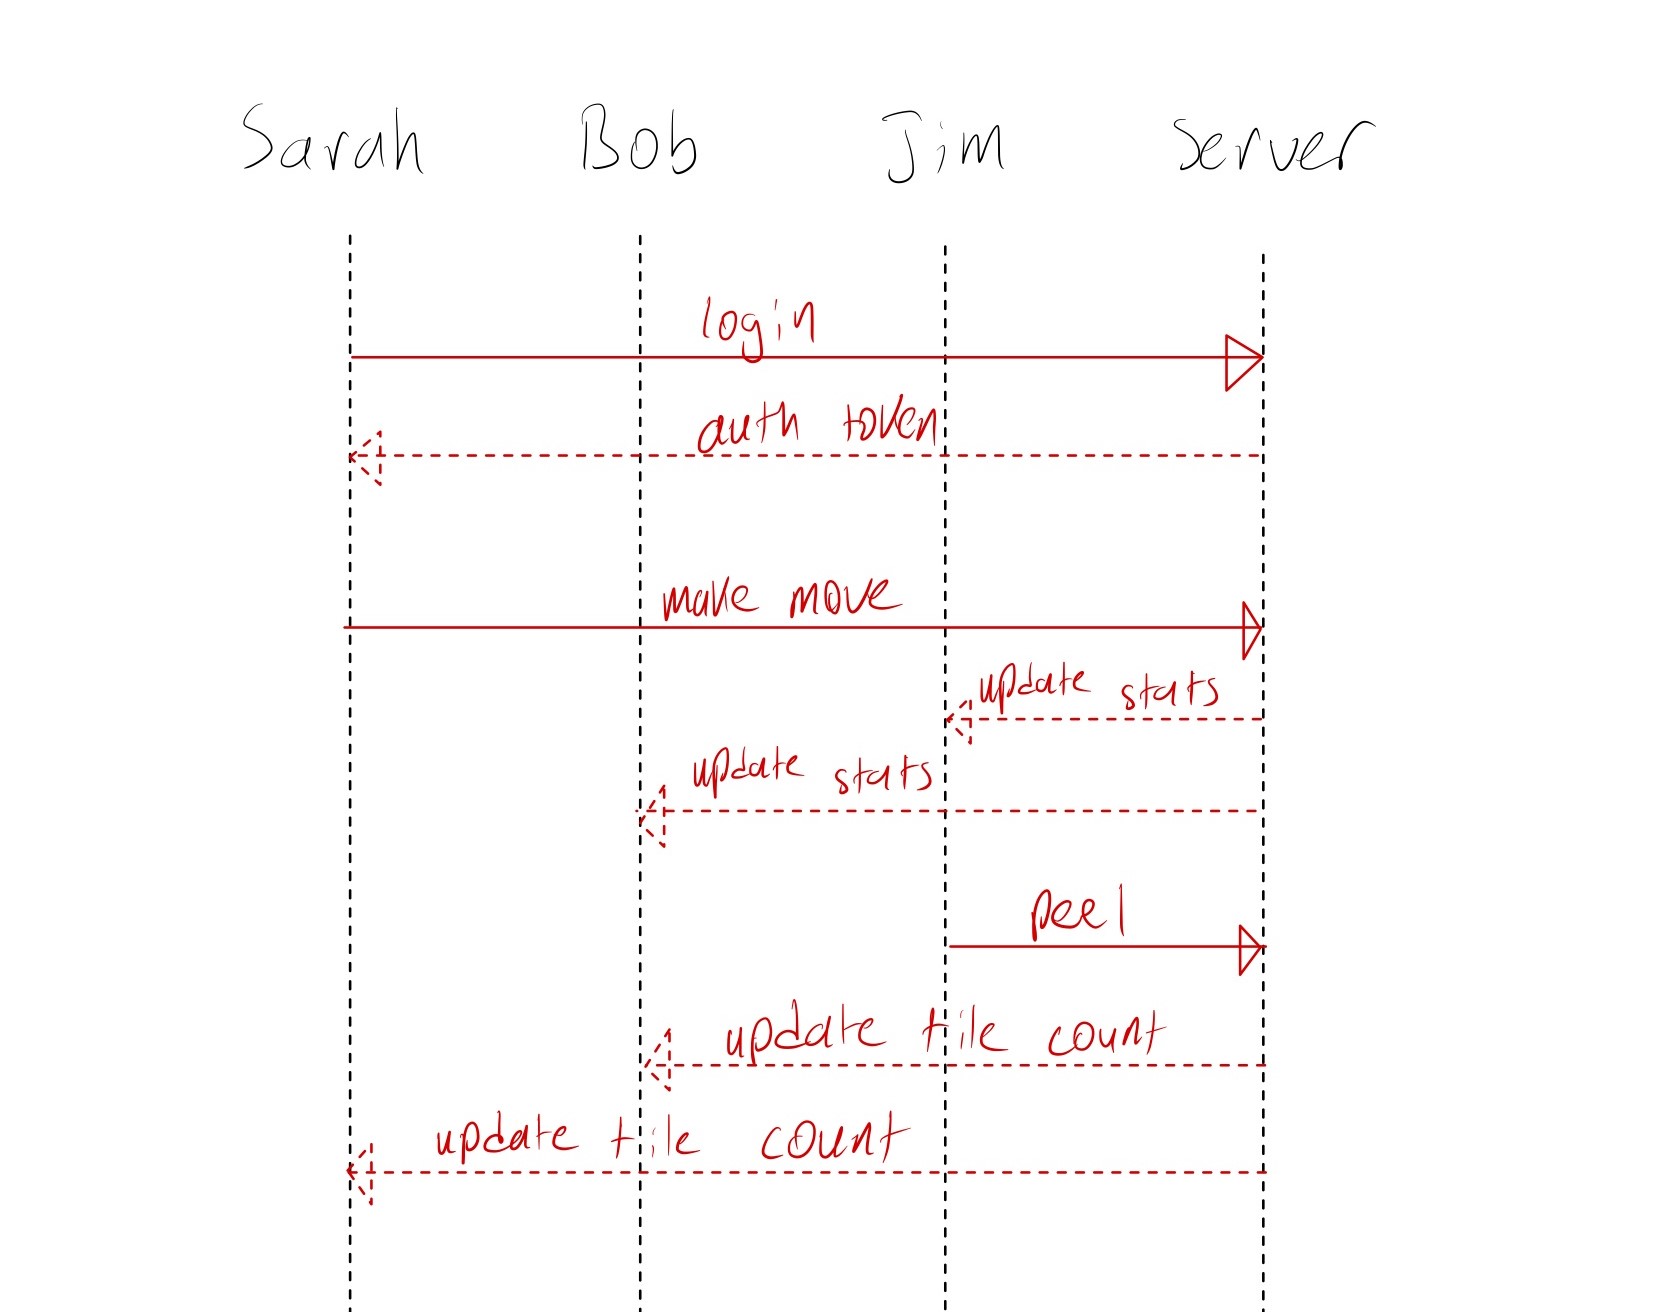 Sarah Bob Jim Server
login
auth token
make move
update stats
update stats
peel
update tile count
update tile count